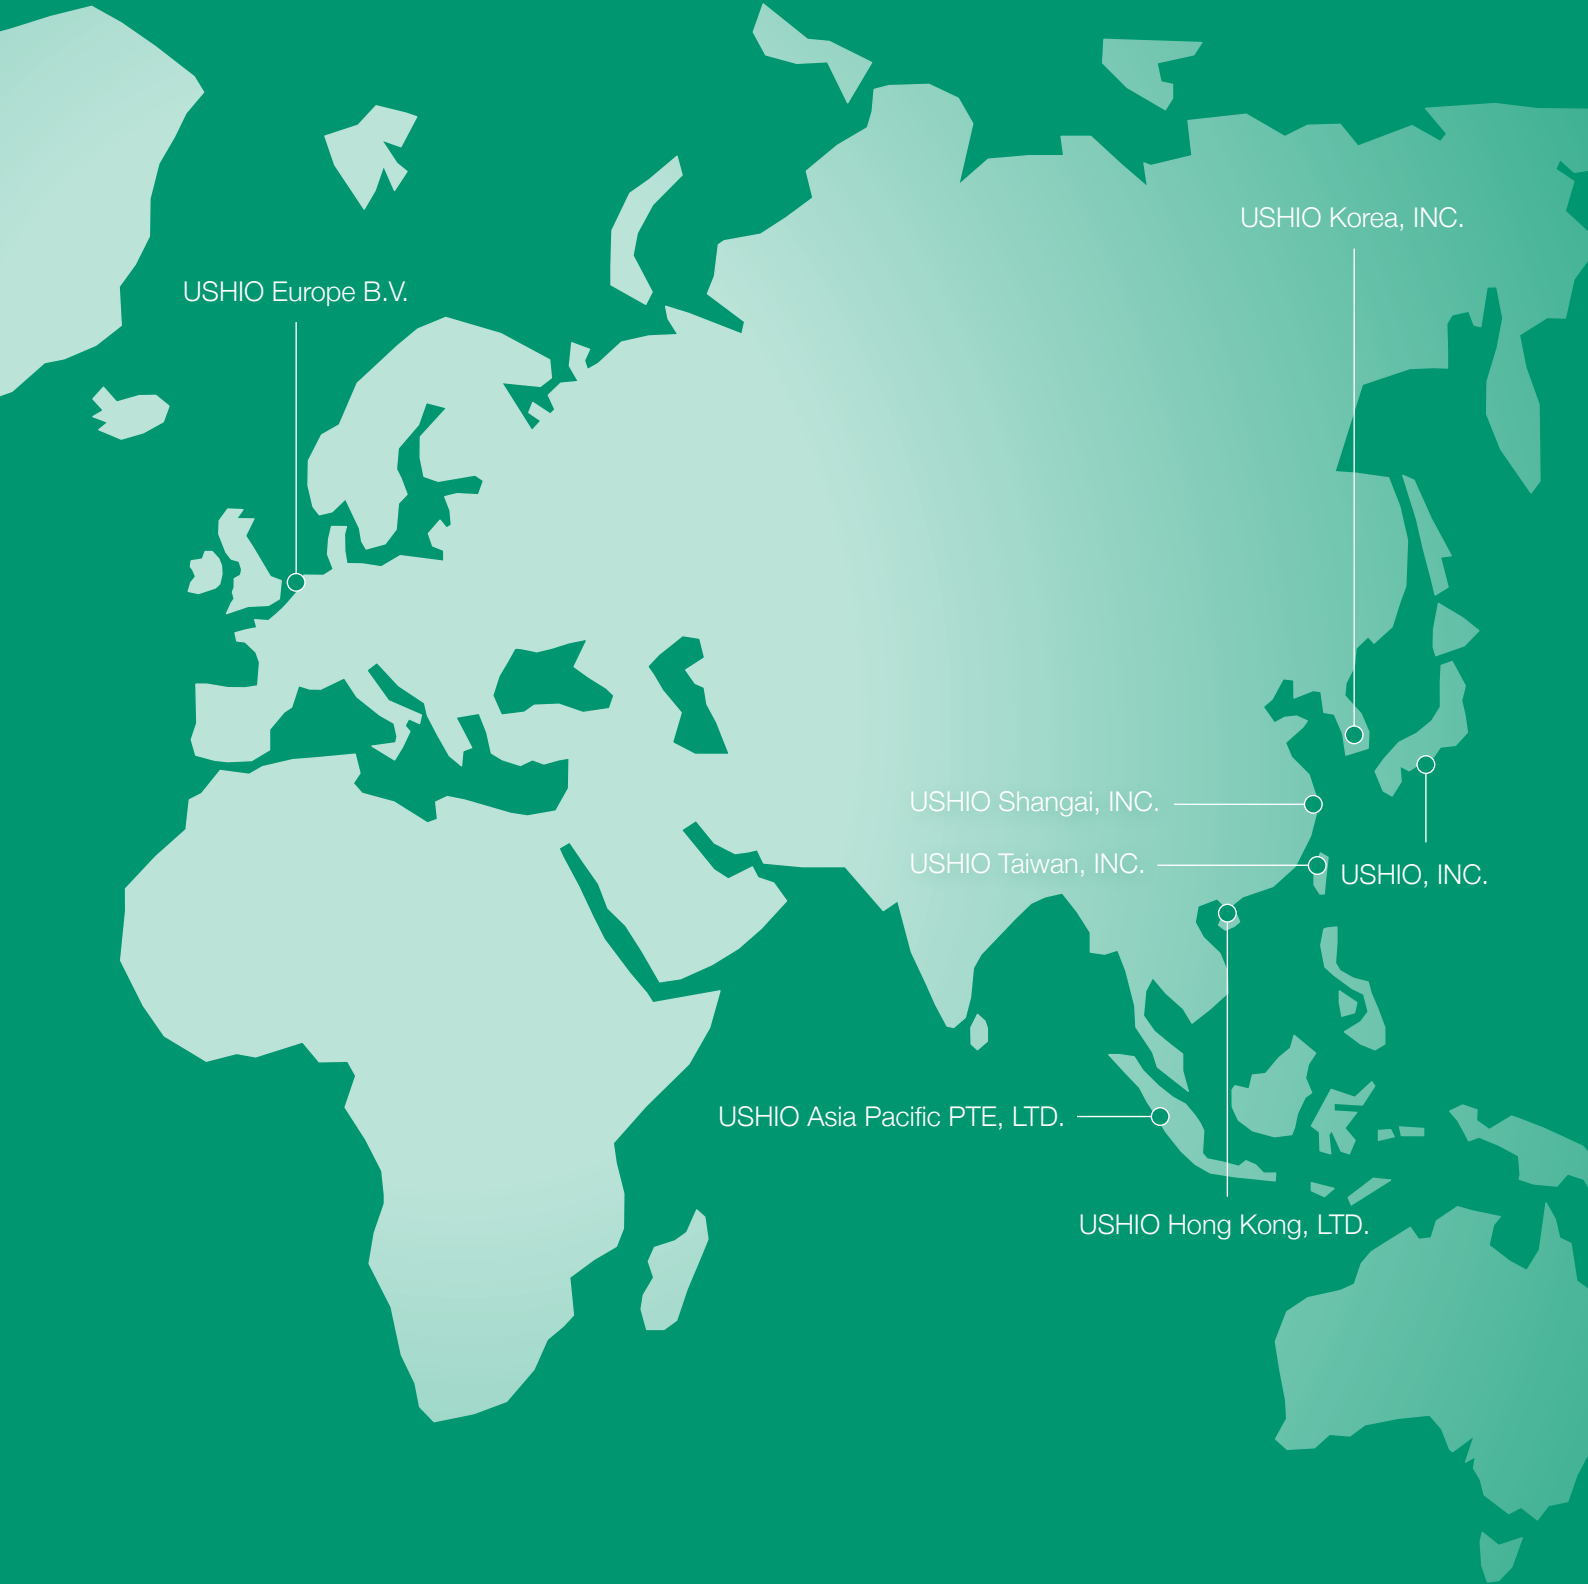 USHIO Korea, INC.
USHIO Europe B.V.
USHIO Shangai, INC.
USHIO Taiwan, INC.
USHIO, INC.
USHIO Asia Pacific PTE, LTD.
USHIO Hong Kong, LTD.